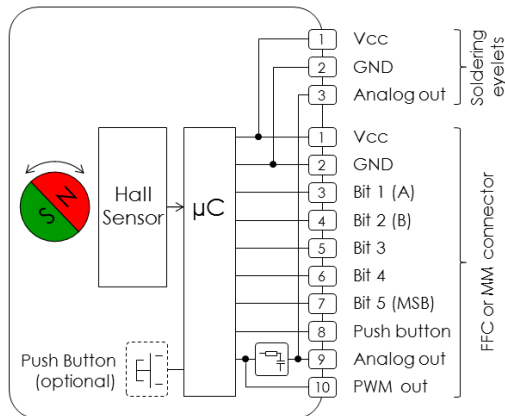 1 Vcc
2 GND
3 Analog out
Soldering
eyelets
1 Vcc
2 GND
3 Bit 1 (A)
4 Bit 2 (B)
5 Bit 3
6 Bit 4
7 Bit 5 (MSB)
8 Push button
9 Analog out
10 PWM out
FFC or MM connector
N
S
Hall
Sensor
µC
Push Button
(optional)